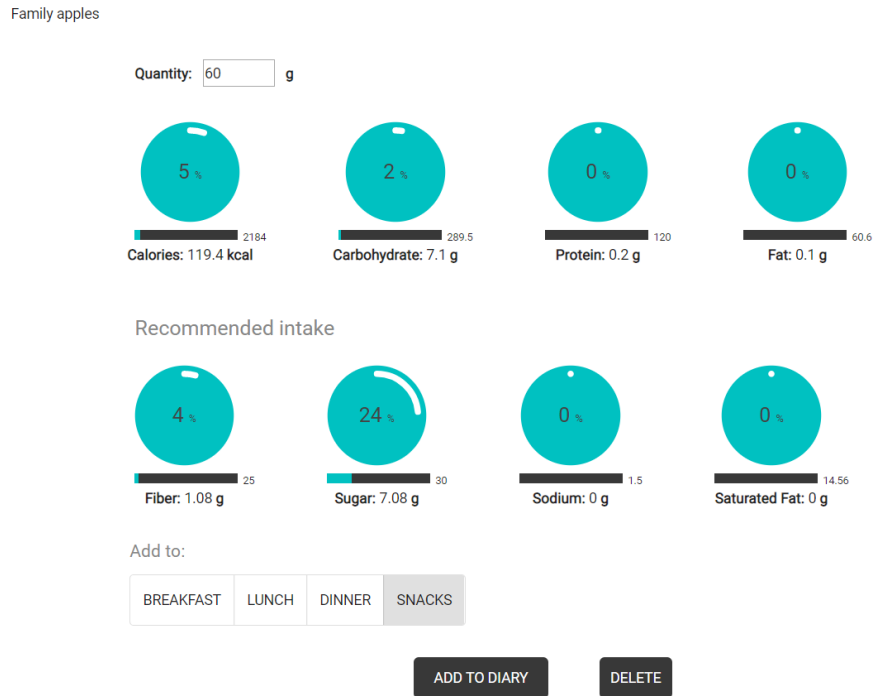 Family apples
Quantity: 60 g
5 % 2 % 0 % 0 %
2184 289.5 120 60.6
Calories: 119.4 kcal Carbohydrate: 7.1 g Protein: 0.2 g Fat: 0.1 g
Recommended intake
4 % 24 % 0 % 0 %
25 30 1.5 14.56
Fiber: 1.08 g Sugar: 7.08 g Sodium: 0 g Saturated Fat: 0 g
Add to:
BREAKFAST LUNCH DINNER SNACKS
ADD TO DIARY DELETE